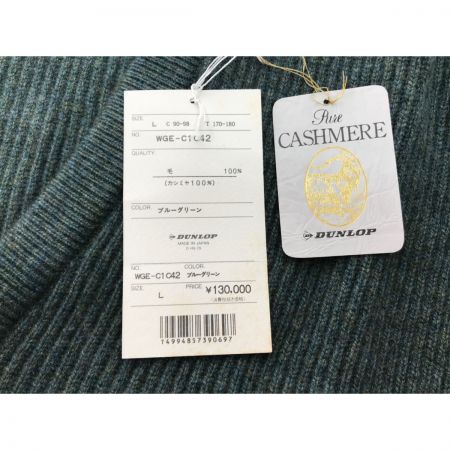 SIZE L C 90-98 T 170-180
NO. WGE-C1C42
QUALITY.
毛 100%
(カシミヤ100%)
COLOR ブルーグリーン
DUNLOP
MADE IN JAPAN
NO. COLOR.
WGE-C1C42 ブルーグリーン
SIZE. PRICE
L ¥130,000
T4994857390697
Pure
CASHMERE
DUNLOP